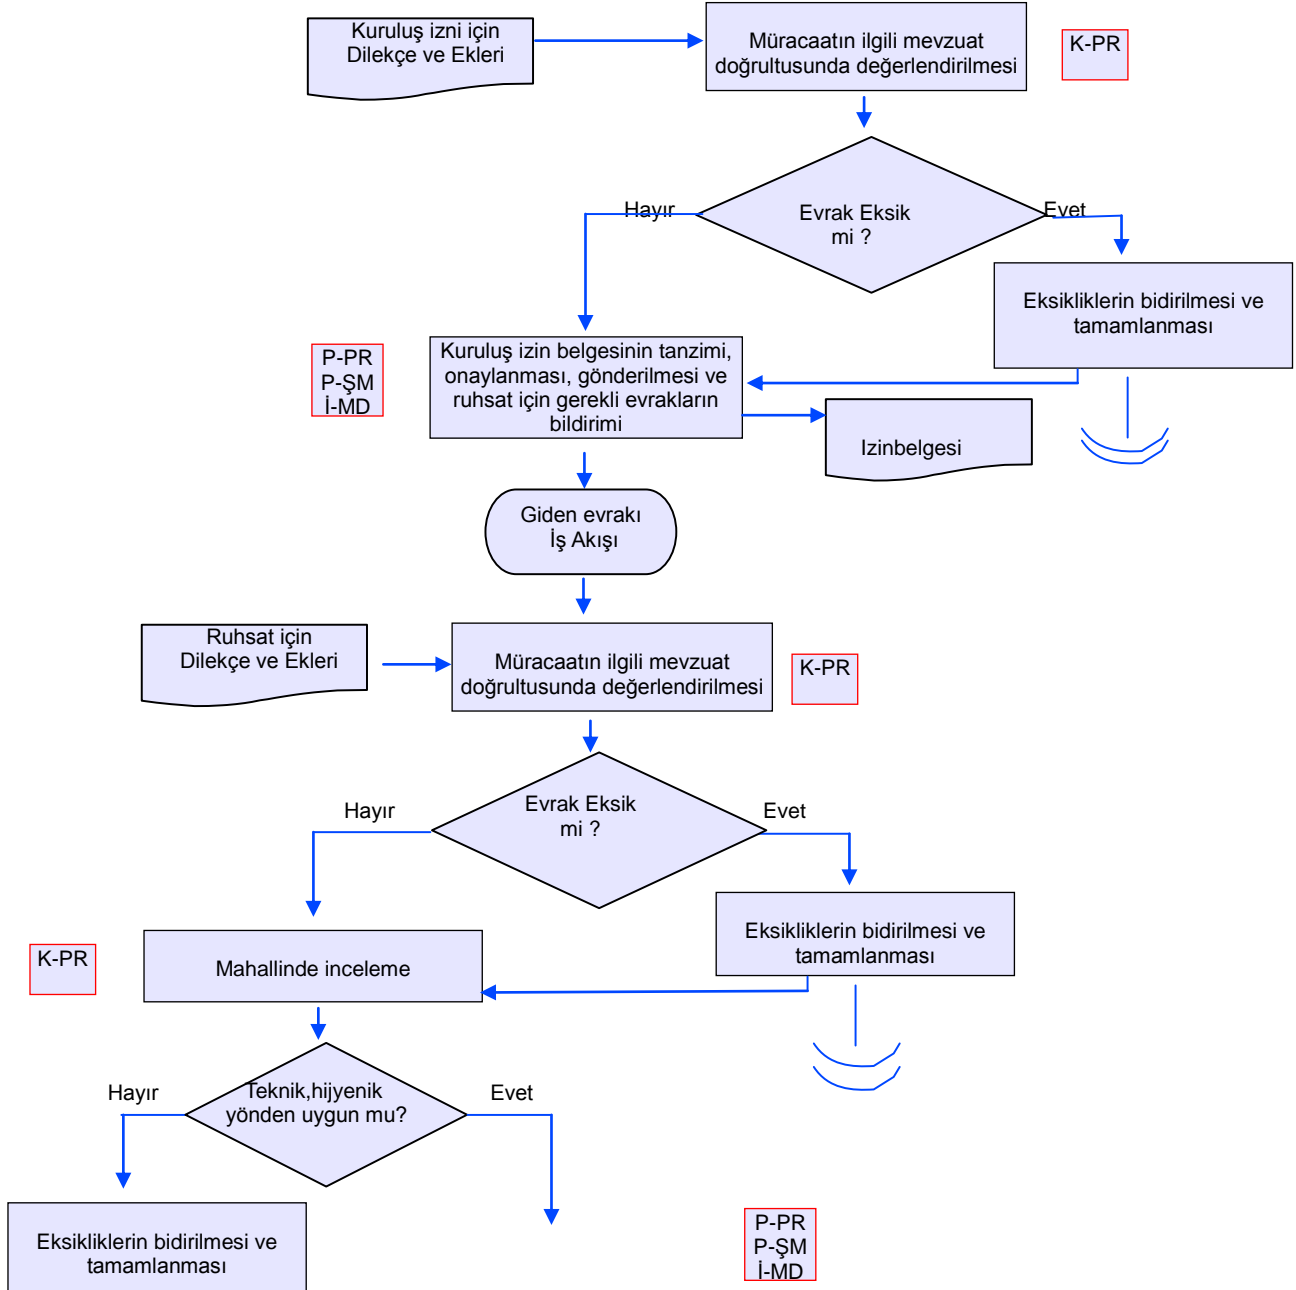 Kuruluş izni için
Dilekçe ve Ekleri
Müracaatın ilgili mevzuat
doğrultusunda değerlendirilmesi
K-PR
Hayır
Evrak Eksik
mi ?
Evet
Eksikliklerin bidirilmesi ve
tamamlanması
P-PR
P-ŞM
İ-MD
Kuruluş izin belgesinin tanzimi,
onaylanması, gönderilmesi ve
ruhsat için gerekli evrakların
bildirimi
Izinbelgesi
Giden evrakı
İş Akışı
Ruhsat için
Dilekçe ve Ekleri
Müracaatın ilgili mevzuat
doğrultusunda değerlendirilmesi
K-PR
Hayır
Evrak Eksik
mi ?
Evet
Eksikliklerin bidirilmesi ve
tamamlanması
K-PR
Mahallinde inceleme
Hayır
Teknik,hijyenik
yönden uygun mu?
Evet
Eksikliklerin bidirilmesi ve
tamamlanması
P-PR
P-ŞM
İ-MD